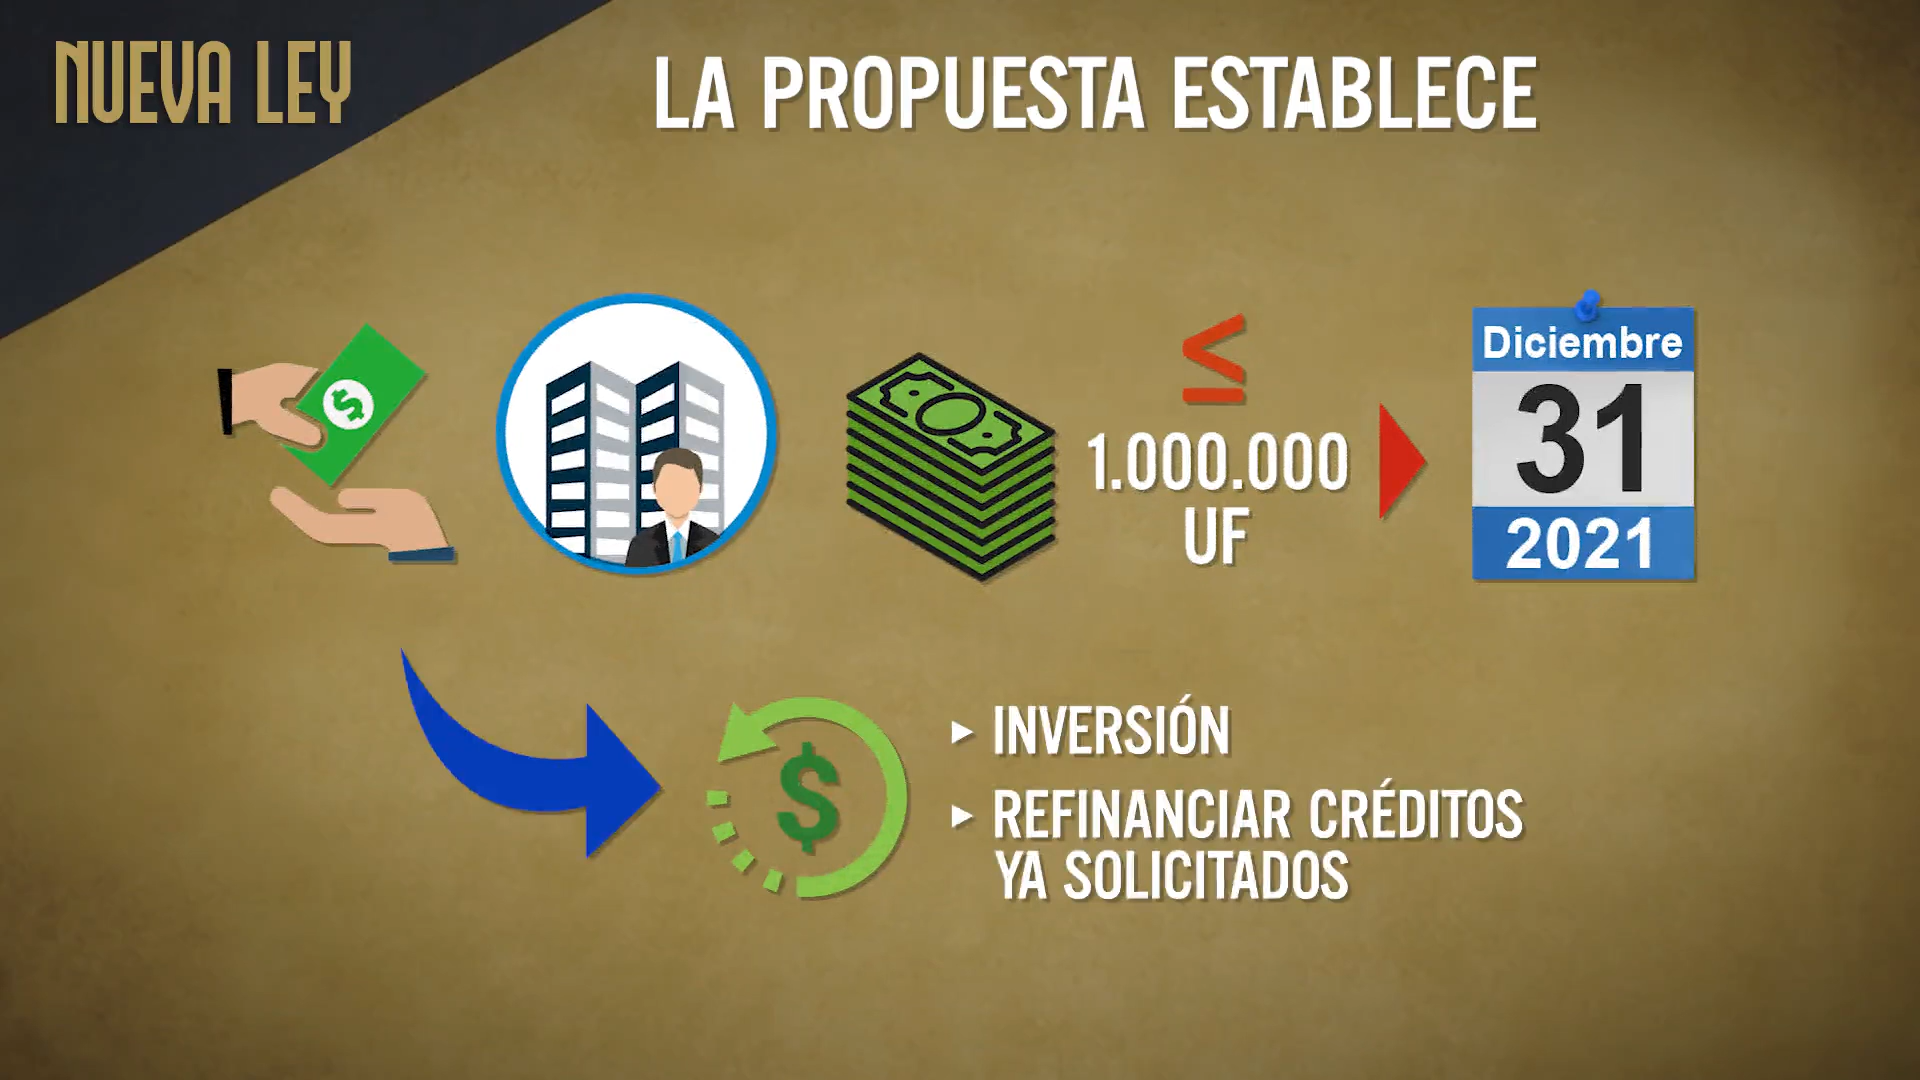 NUEVA LEY
LA PROPUESTA ESTABLECE
$
≤
1.000.000
UF
Diciembre
31
2021
$
INVERSIÓN
REFINANCIAR CRÉDITOS
YA SOLICITADOS